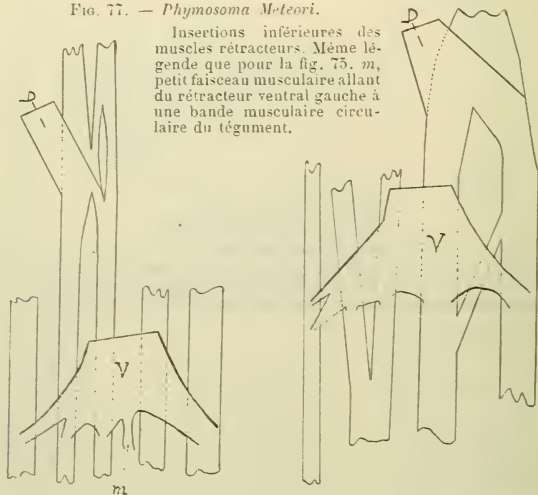 FIG. 77. — Phymosoma Meteori.
Insertions inférieures des
muscles rétracteurs. Même lé-
gende que pour la fig. 75. m,
petit faisceau musculaire allant
du rétracteur ventral gauche à
une bande musculaire circu-
laire du tégument.
D
D
V
V
m